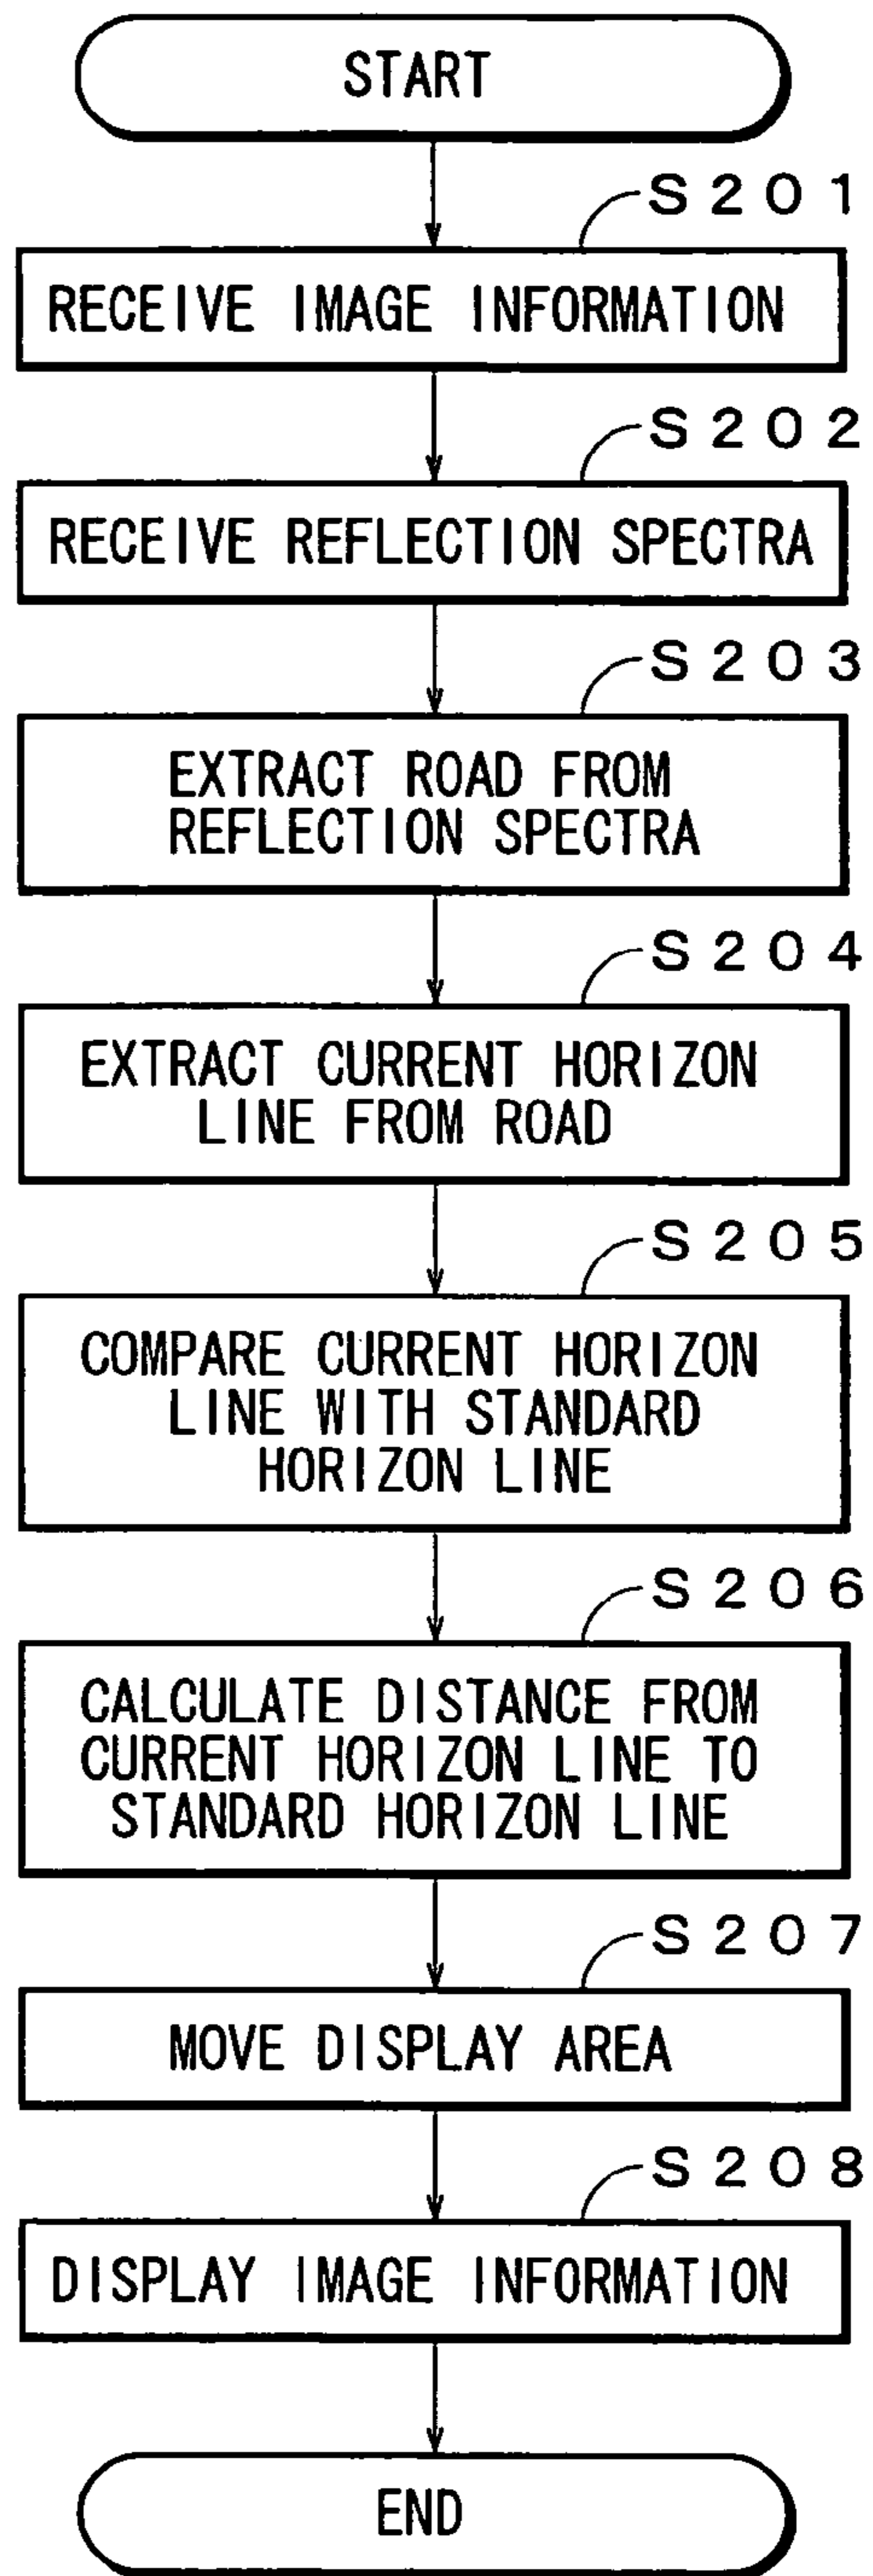 START
S201
RECEIVE IMAGE INFORMATION
S202
RECEIVE REFLECTION SPECTRA
S203
EXTRACT ROAD FROM
REFLECTION SPECTRA
S204
EXTRACT CURRENT HORIZON
LINE FROM ROAD
S205
COMPARE CURRENT HORIZON
LINE WITH STANDARD
HORIZON LINE
S206
CALCULATE DISTANCE FROM
CURRENT HORIZON LINE TO
STANDARD HORIZON LINE
S207
MOVE DISPLAY AREA
S208
DISPLAY IMAGE INFORMATION
END